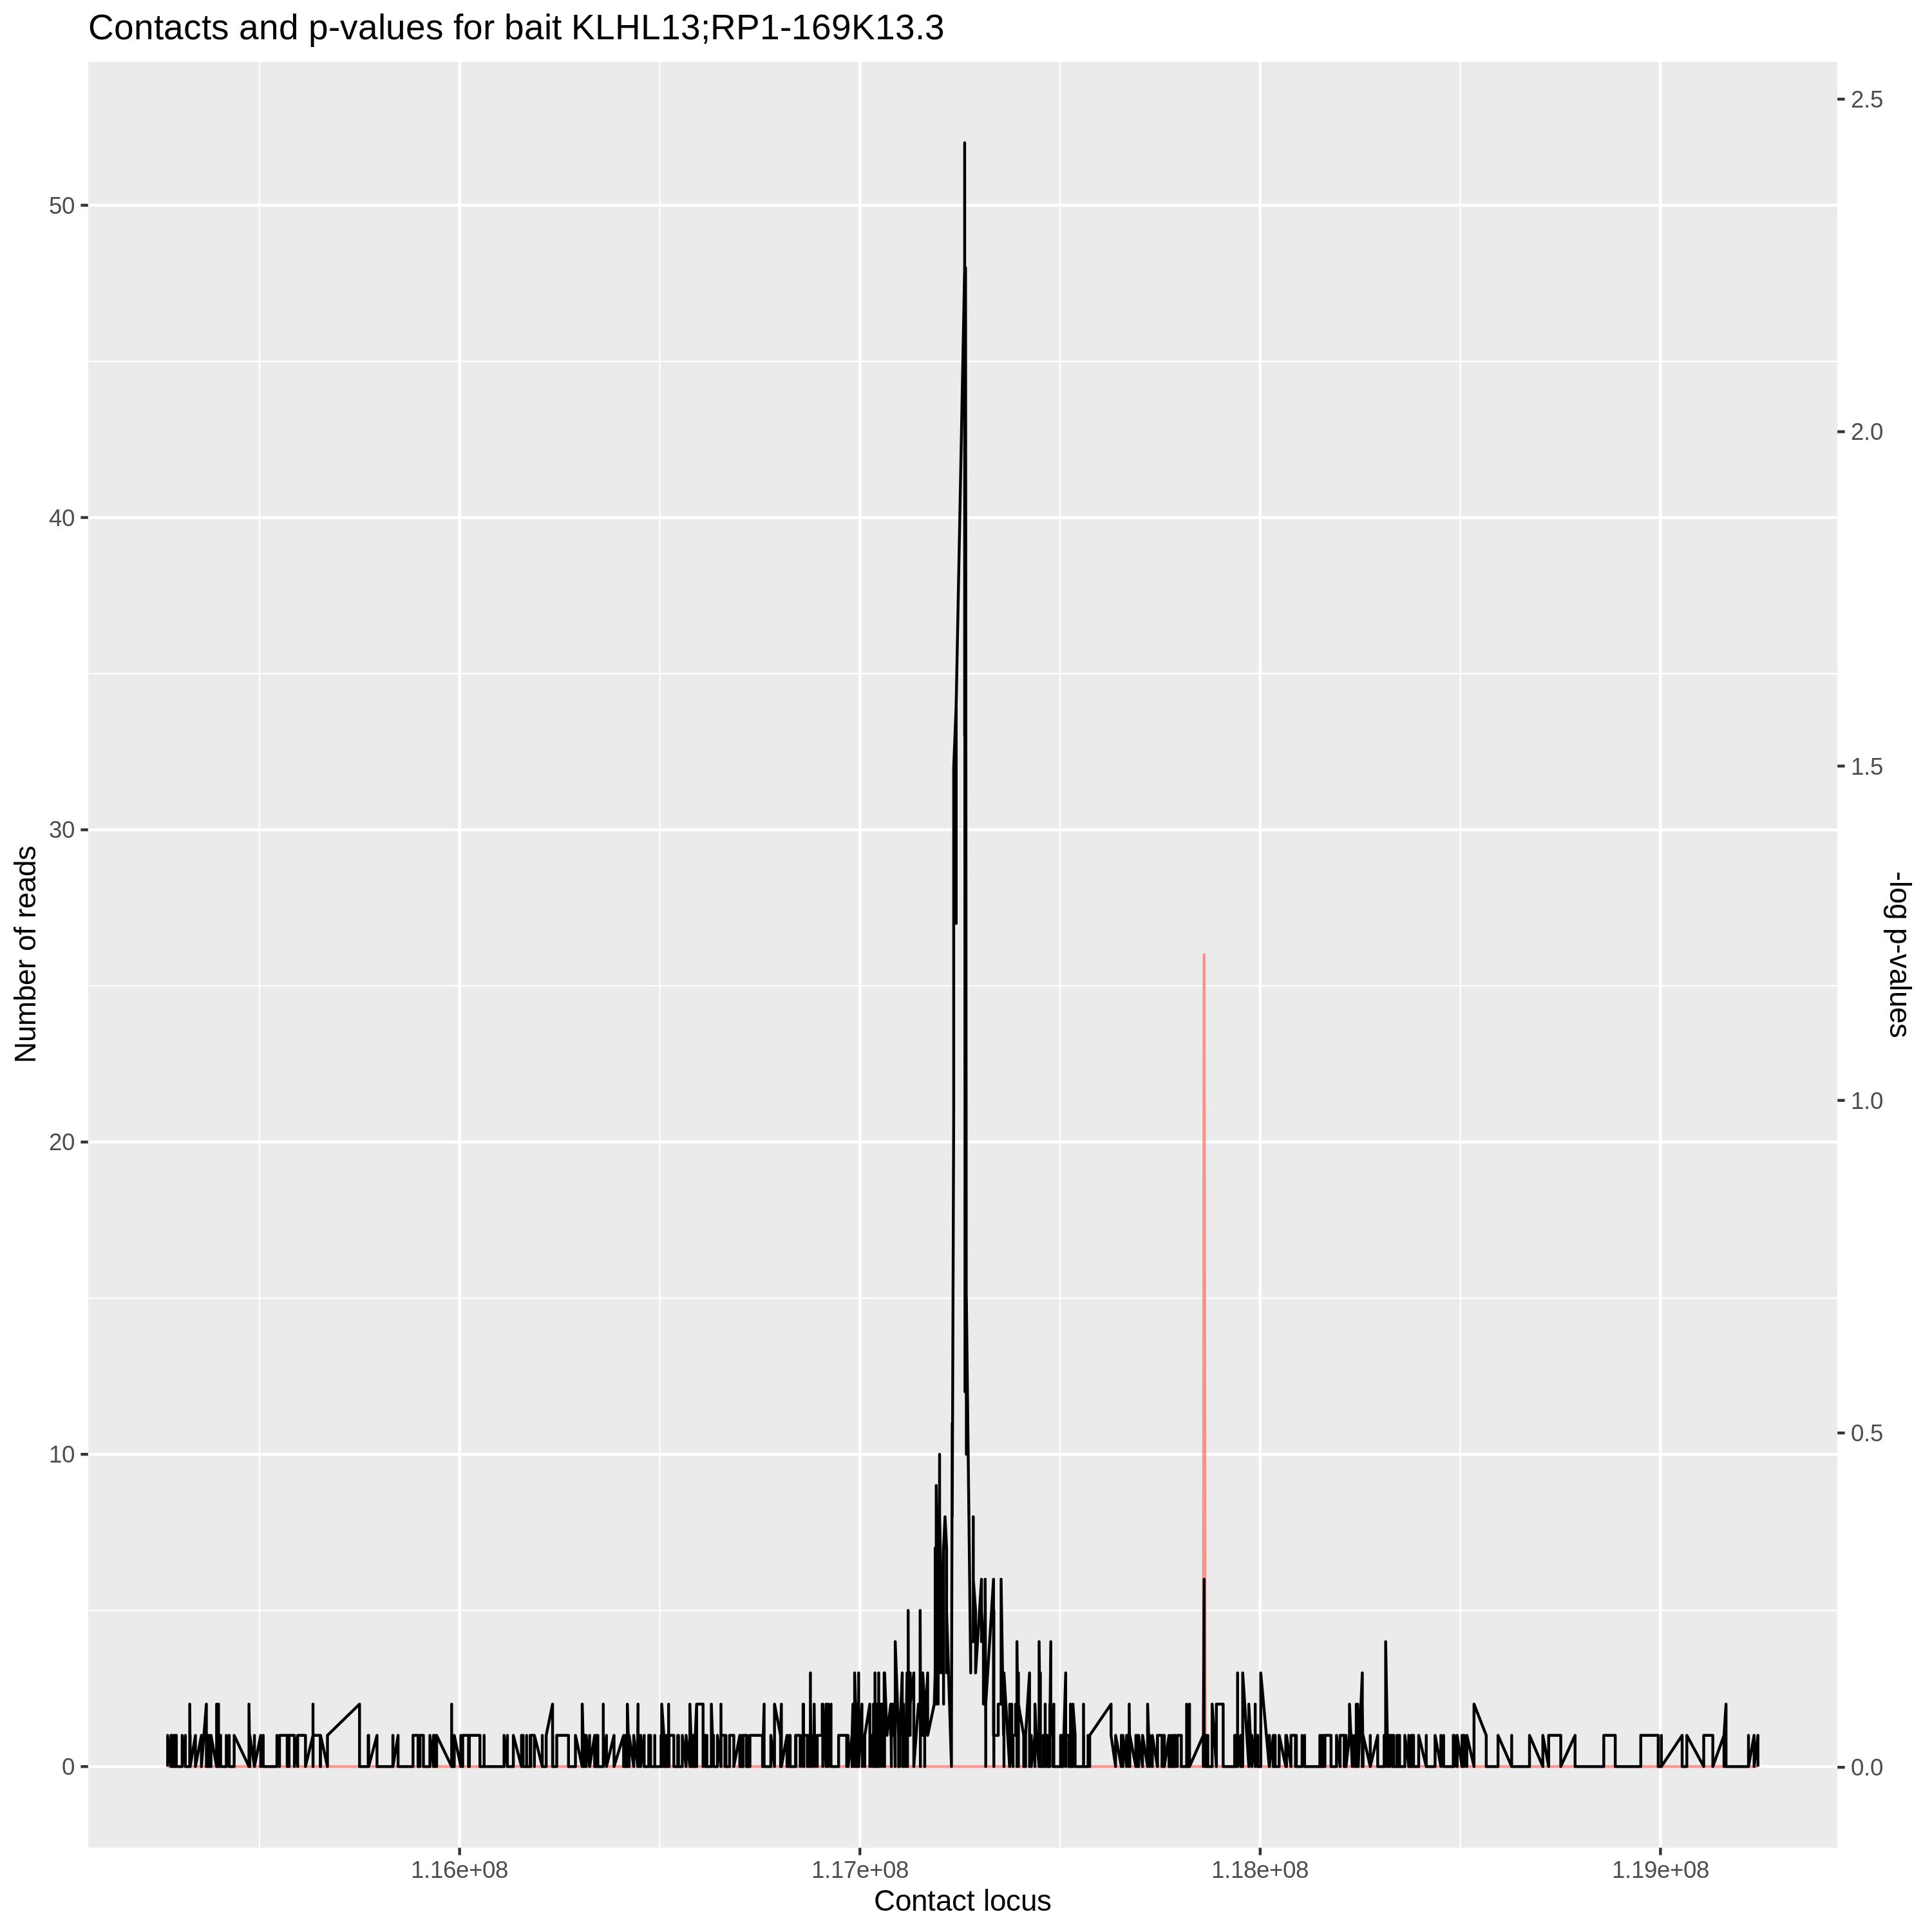 Contacts and p-values for bait KLHL13;RP1-169K13.3
Number of reads
50
40
30
20
10
0
2.5
2.0
1.5
1.0
0.5
0.0
-log p-values
1.16e+08 1.17e+08 1.18e+08 1.19e+08
Contact locus